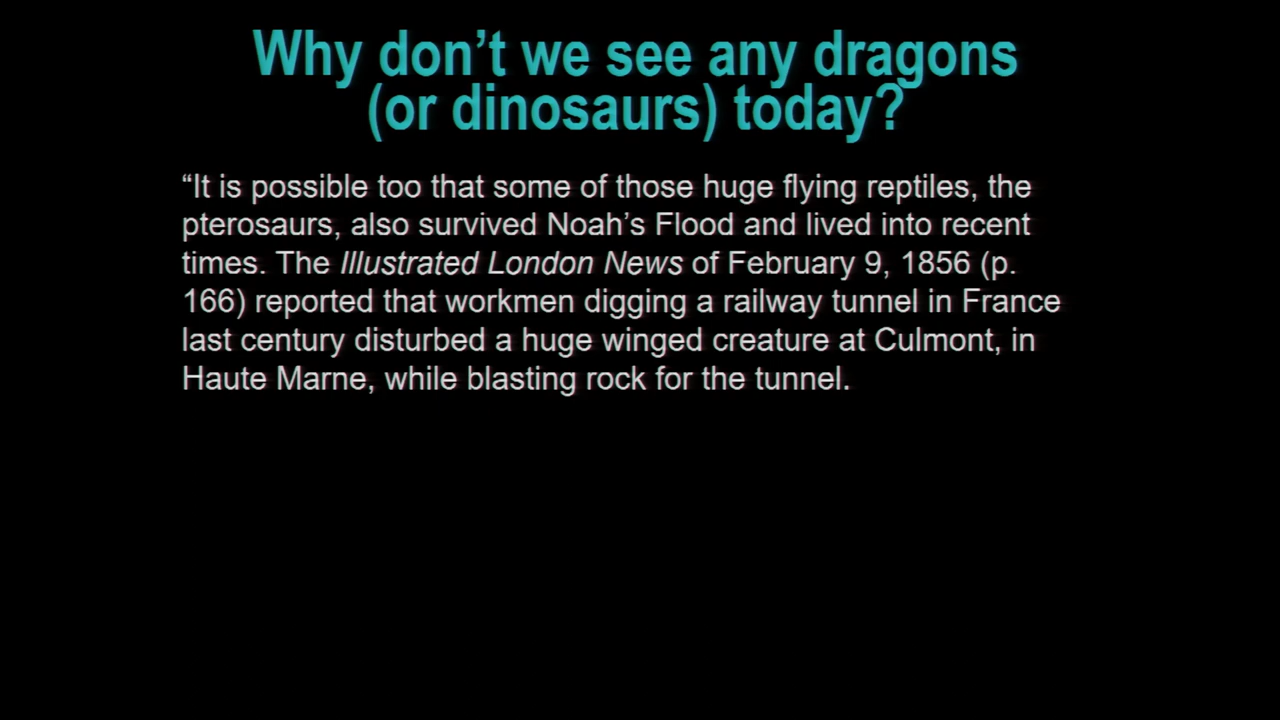 Why don’t we see any dragons
(or dinosaurs) today?
“It is possible too that some of those huge flying reptiles, the
pterosaurs, also survived Noah’s Flood and lived into recent
times. The Illustrated London News of February 9, 1856 (p.
166) reported that workmen digging a railway tunnel in France
last century disturbed a huge winged creature at Culmont, in
Haute Marne, while blasting rock for the tunnel.